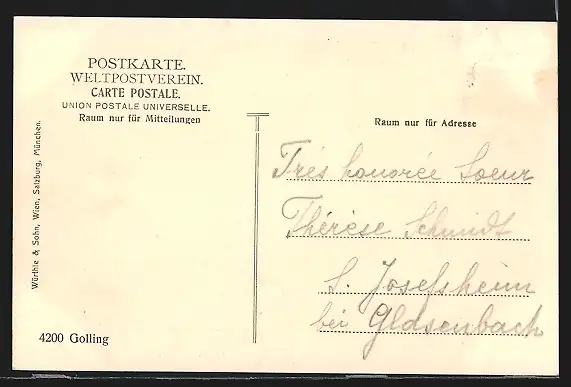 POSTKARTE.
WELTPOSTVEREIN.
CARTE POSTALE.
UNION POSTALE UNIVERSELLE.
Raum nur für Mitteilungen
Raum nur für Adresse
Très honorée Soeur
Thérèse Schmidt
S. Josefsheim
bei Gldsenbach
Würthle & Sohn, Wien, Salzburg, München.
4200 Golling